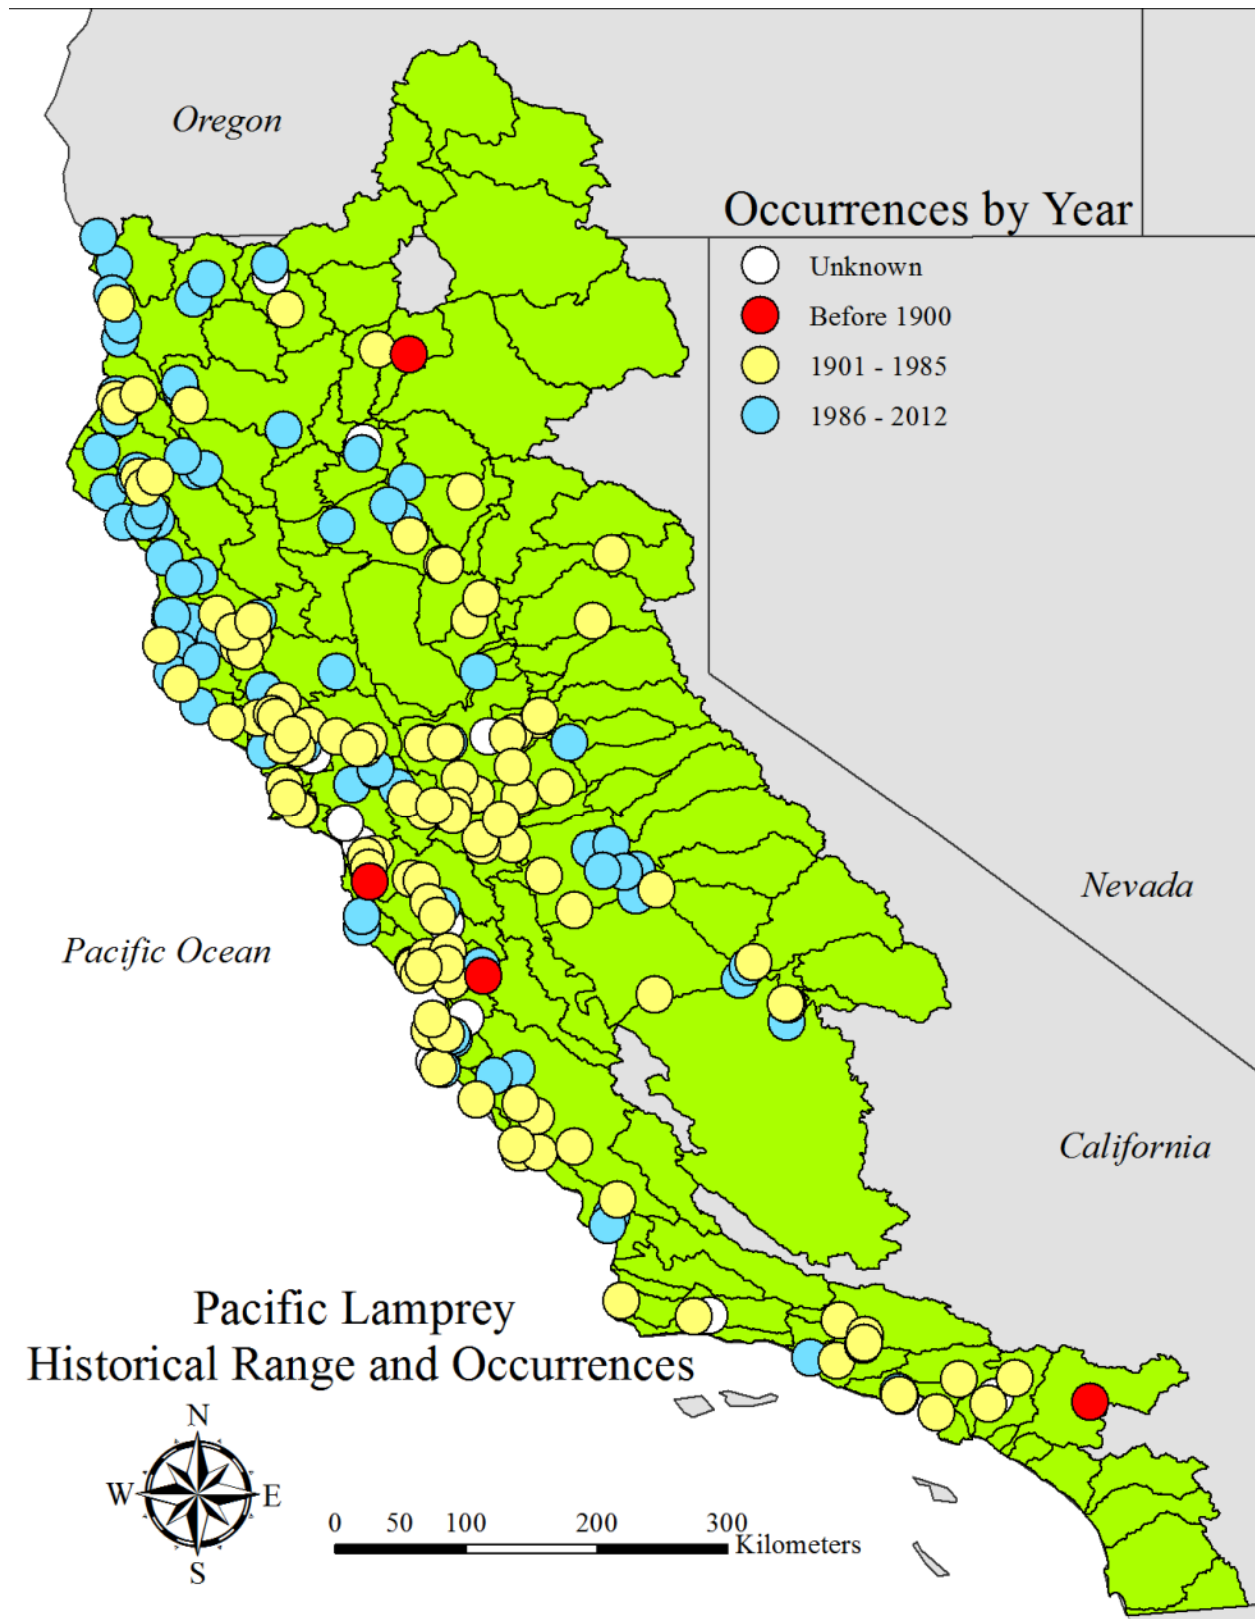 Oregon
Occurrences by Year
Unknown
Before 1900
1901 - 1985
1986 - 2012
Nevada
Pacific Ocean
California
Pacific Lamprey
Historical Range and Occurrences
N
W
E
S
0 50 100 200 300
Kilometers